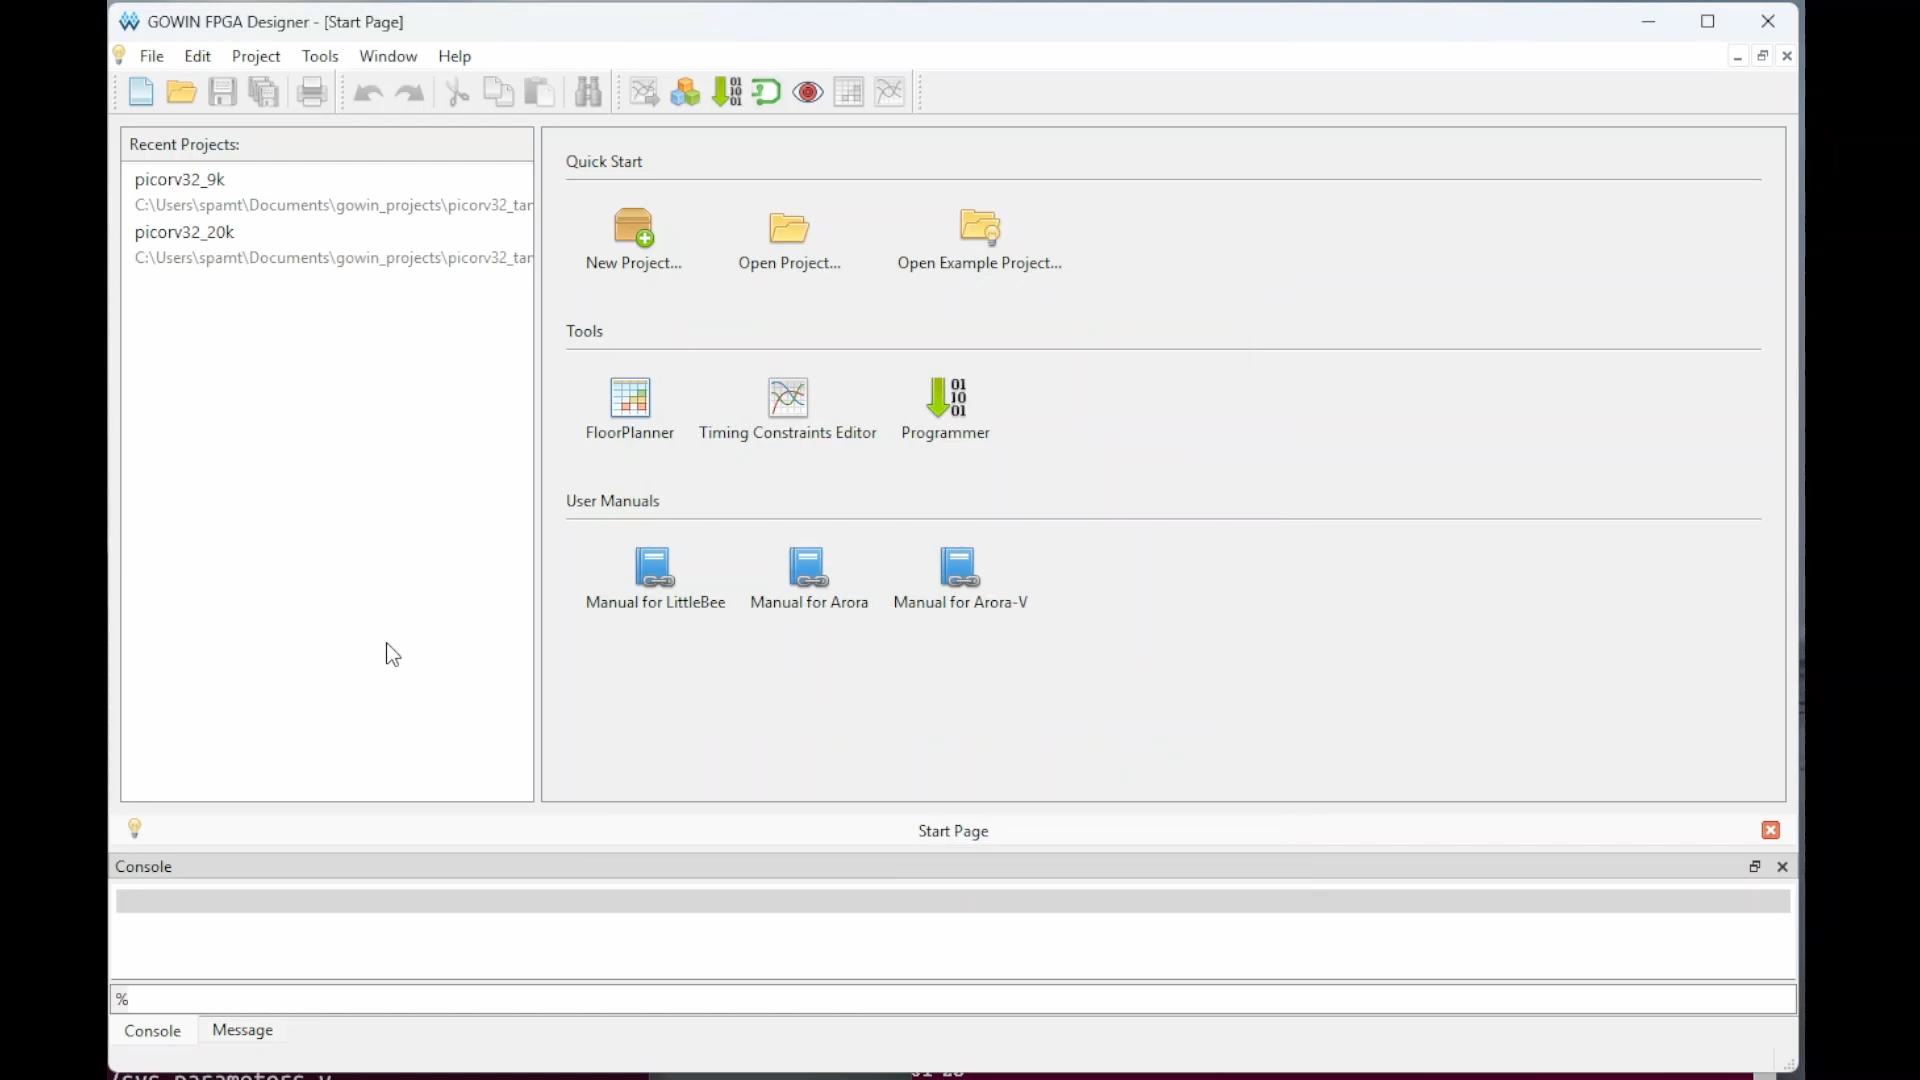 GOWIN FPGA Designer - [Start Page]
File Edit Project Tools Window Help
Recent Projects:
picorv32_9k
C:\Users\spamt\Documents\gowin_projects\picorv32_tar
picorv32_20k
C:\Users\spamt\Documents\gowin_projects\picorv32_tar
Quick Start
New Project... Open Project... Open Example Project...
Tools
01
10
01
FloorPlanner Timing Constraints Editor Programmer
User Manuals
Manual for LittleBee Manual for Arora Manual for Arora-V
Start Page
Console
%
Console Message
/sys_parameters.v